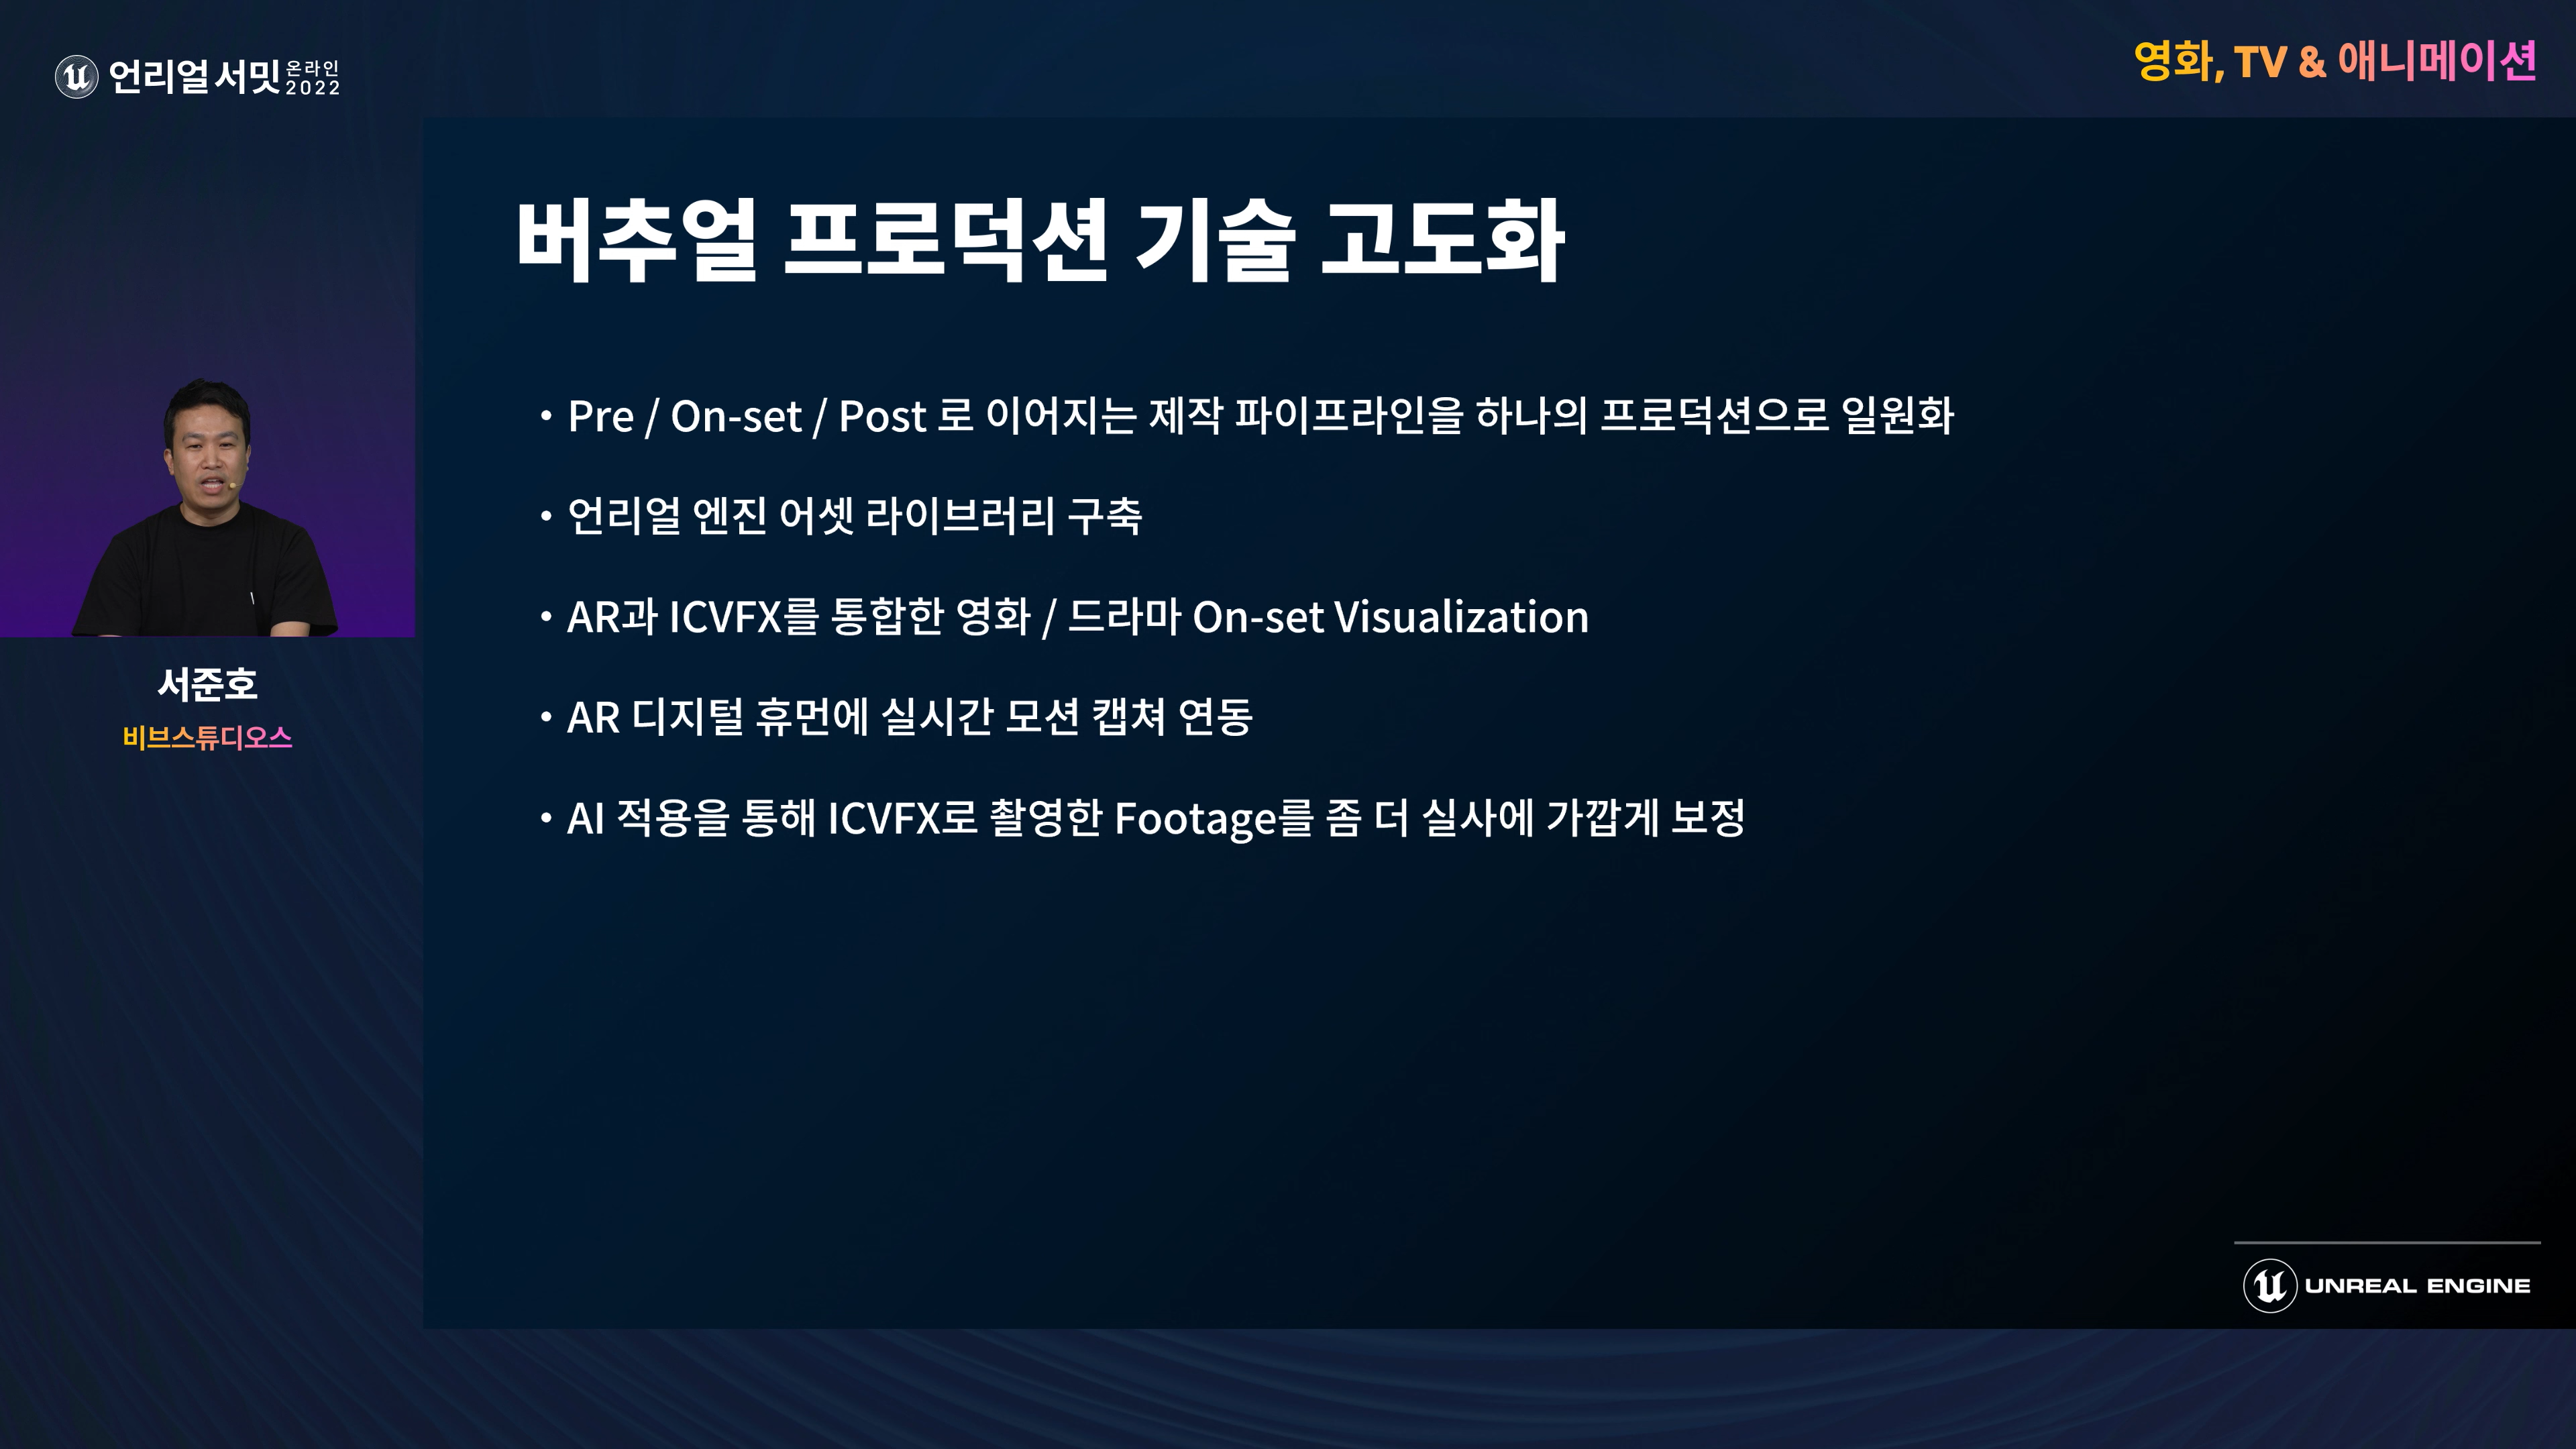 언리얼 서밋 온라인 2022
영화, TV & 애니메이션
버추얼 프로덕션 기술 고도화
• Pre / On-set / Post 로 이어지는 제작 파이프라인을 하나의 프로덕션으로 일원화
• 언리얼 엔진 어셋 라이브러리 구축
• AR과 ICVFX를 통합한 영화 / 드라마 On-set Visualization
• AR 디지털 휴먼에 실시간 모션 캡쳐 연동
• AI 적용을 통해 ICVFX로 촬영한 Footage를 좀 더 실사에 가깝게 보정
서준호
비브스튜디오스
UNREAL ENGINE